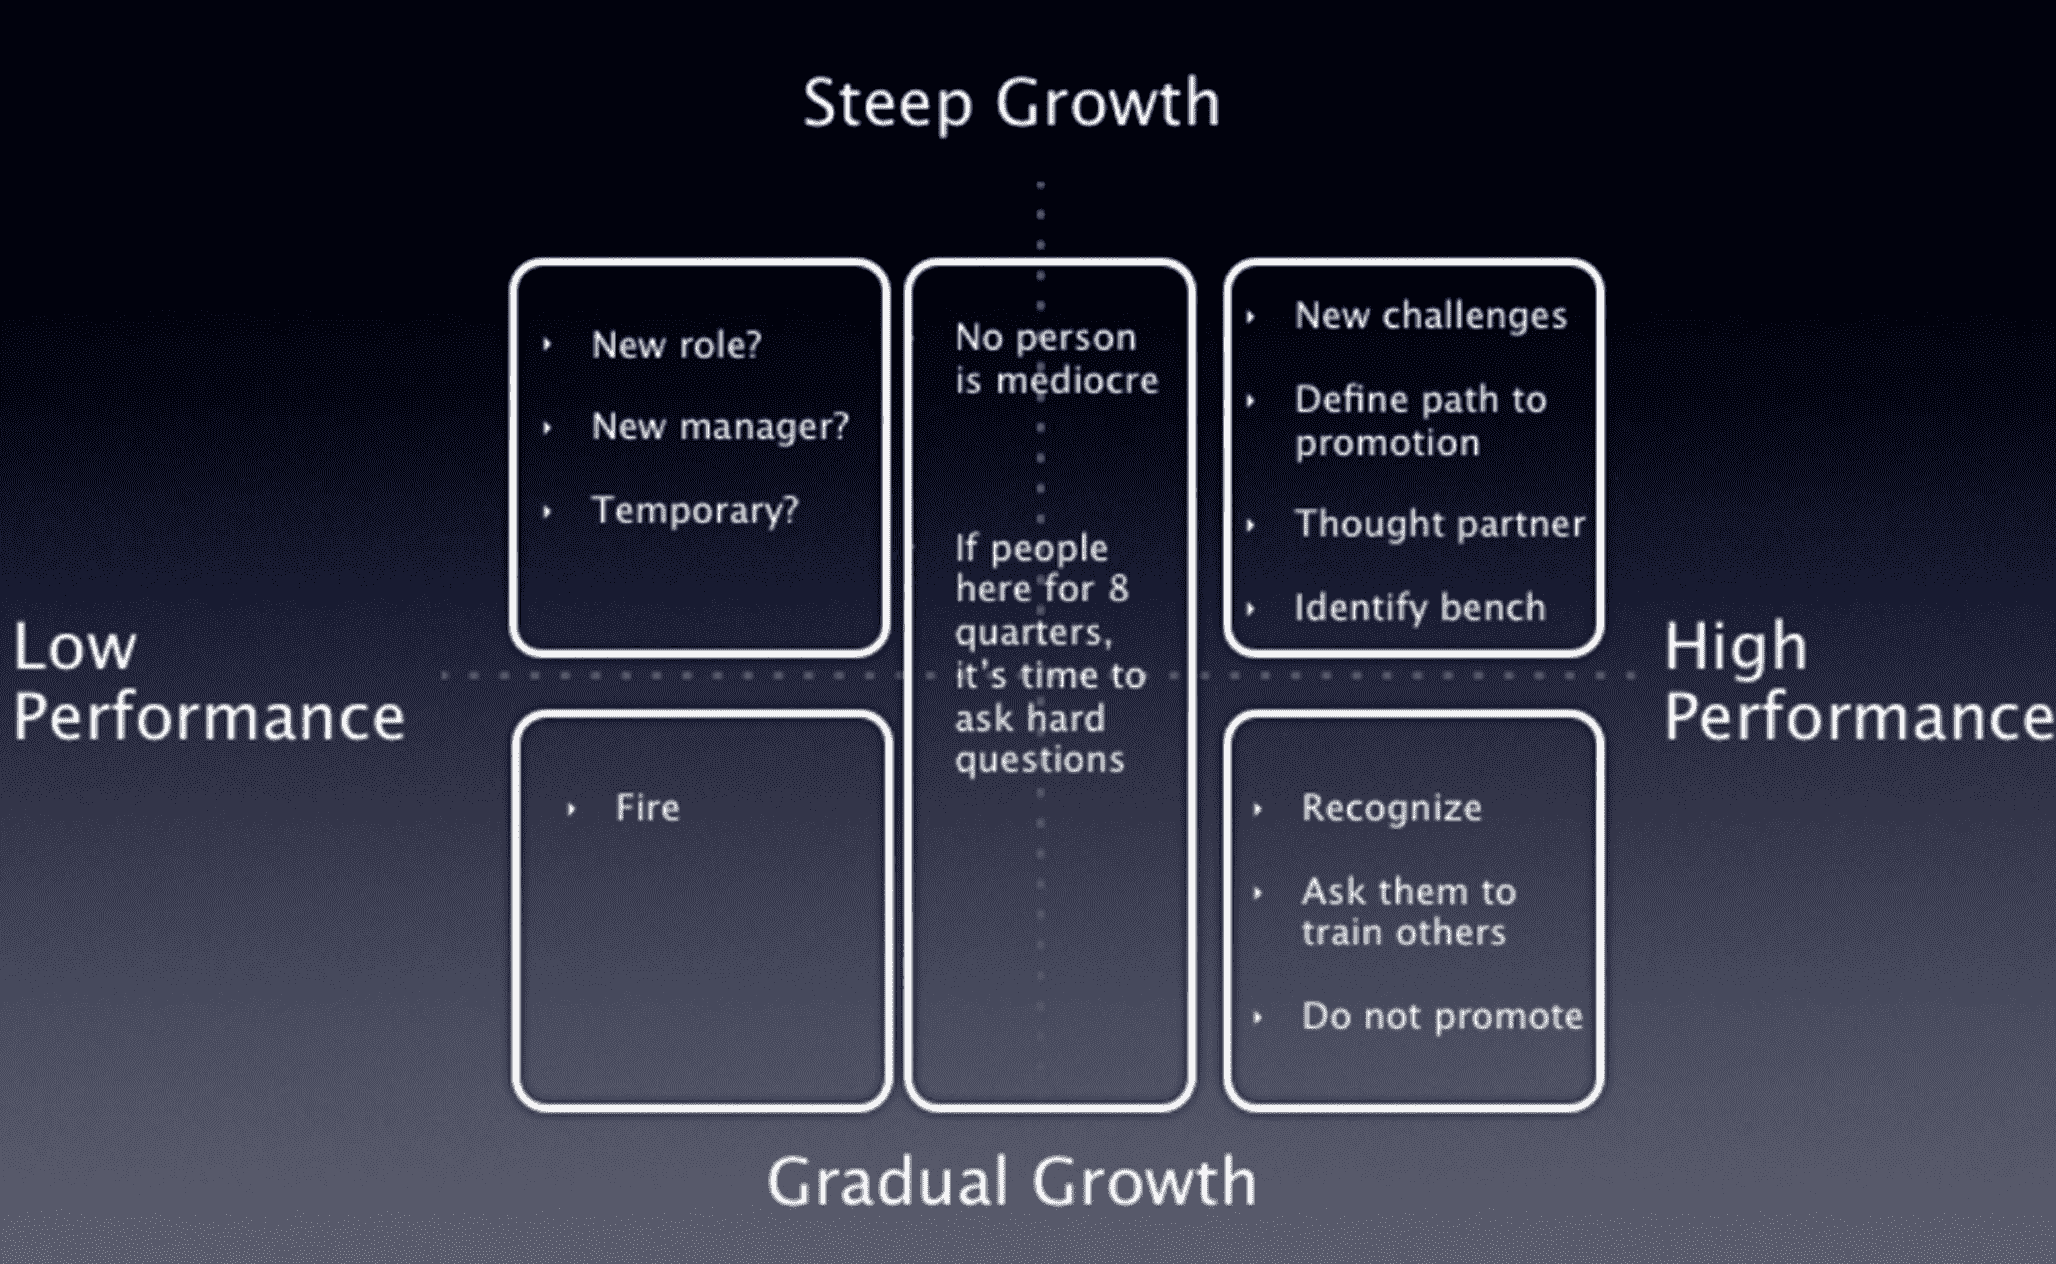 Steep Growth
New role?
New manager?
Temporary?
No person
is mediocre
If people
here for 8
quarters,
it's time to
ask hard
questions
New challenges
Define path to
promotion
Thought partner
Identify bench
Low
Performance
High
Performance
Fire
Recognize
Ask them to
train others
Do not promote
Gradual Growth